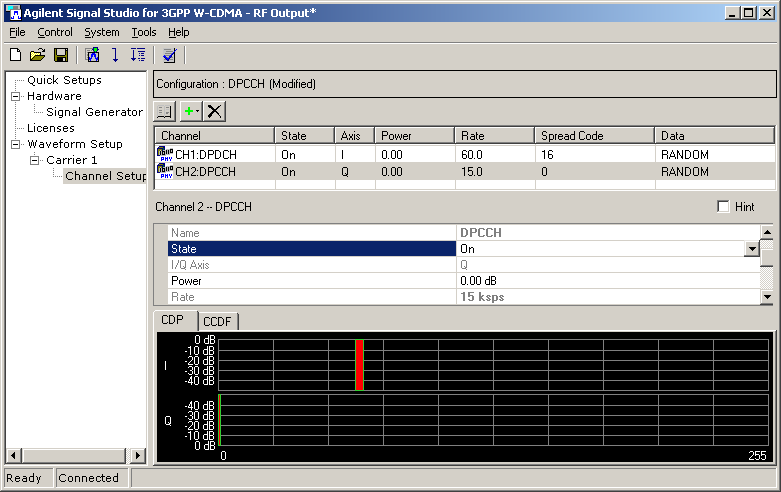 Agilent Signal Studio for 3GPP W-CDMA - RF Output*
File Control System Tools Help
Quick Setups
Hardware
Signal Generator
Licenses
Waveform Setup
Carrier 1
Channel Setup
Configuration : DPCCH (Modified)
Channel State Axis Power Rate Spread Code Data
CH1:DPDCH On I 0.00 60.0 16 RANDOM
CH2:DPCCH On Q 0.00 15.0 0 RANDOM
Channel 2 -- DPCCH Hint
Name DPCCH
State On
I/Q Axis Q
Power 0.00 dB
Rate 15 ksps
CDP CCDF
I
0 dB
-10 dB
-20 dB
-30 dB
-40 dB
Q
-40 dB
-30 dB
-20 dB
-10 dB
0 dB
0 255
Ready Connected